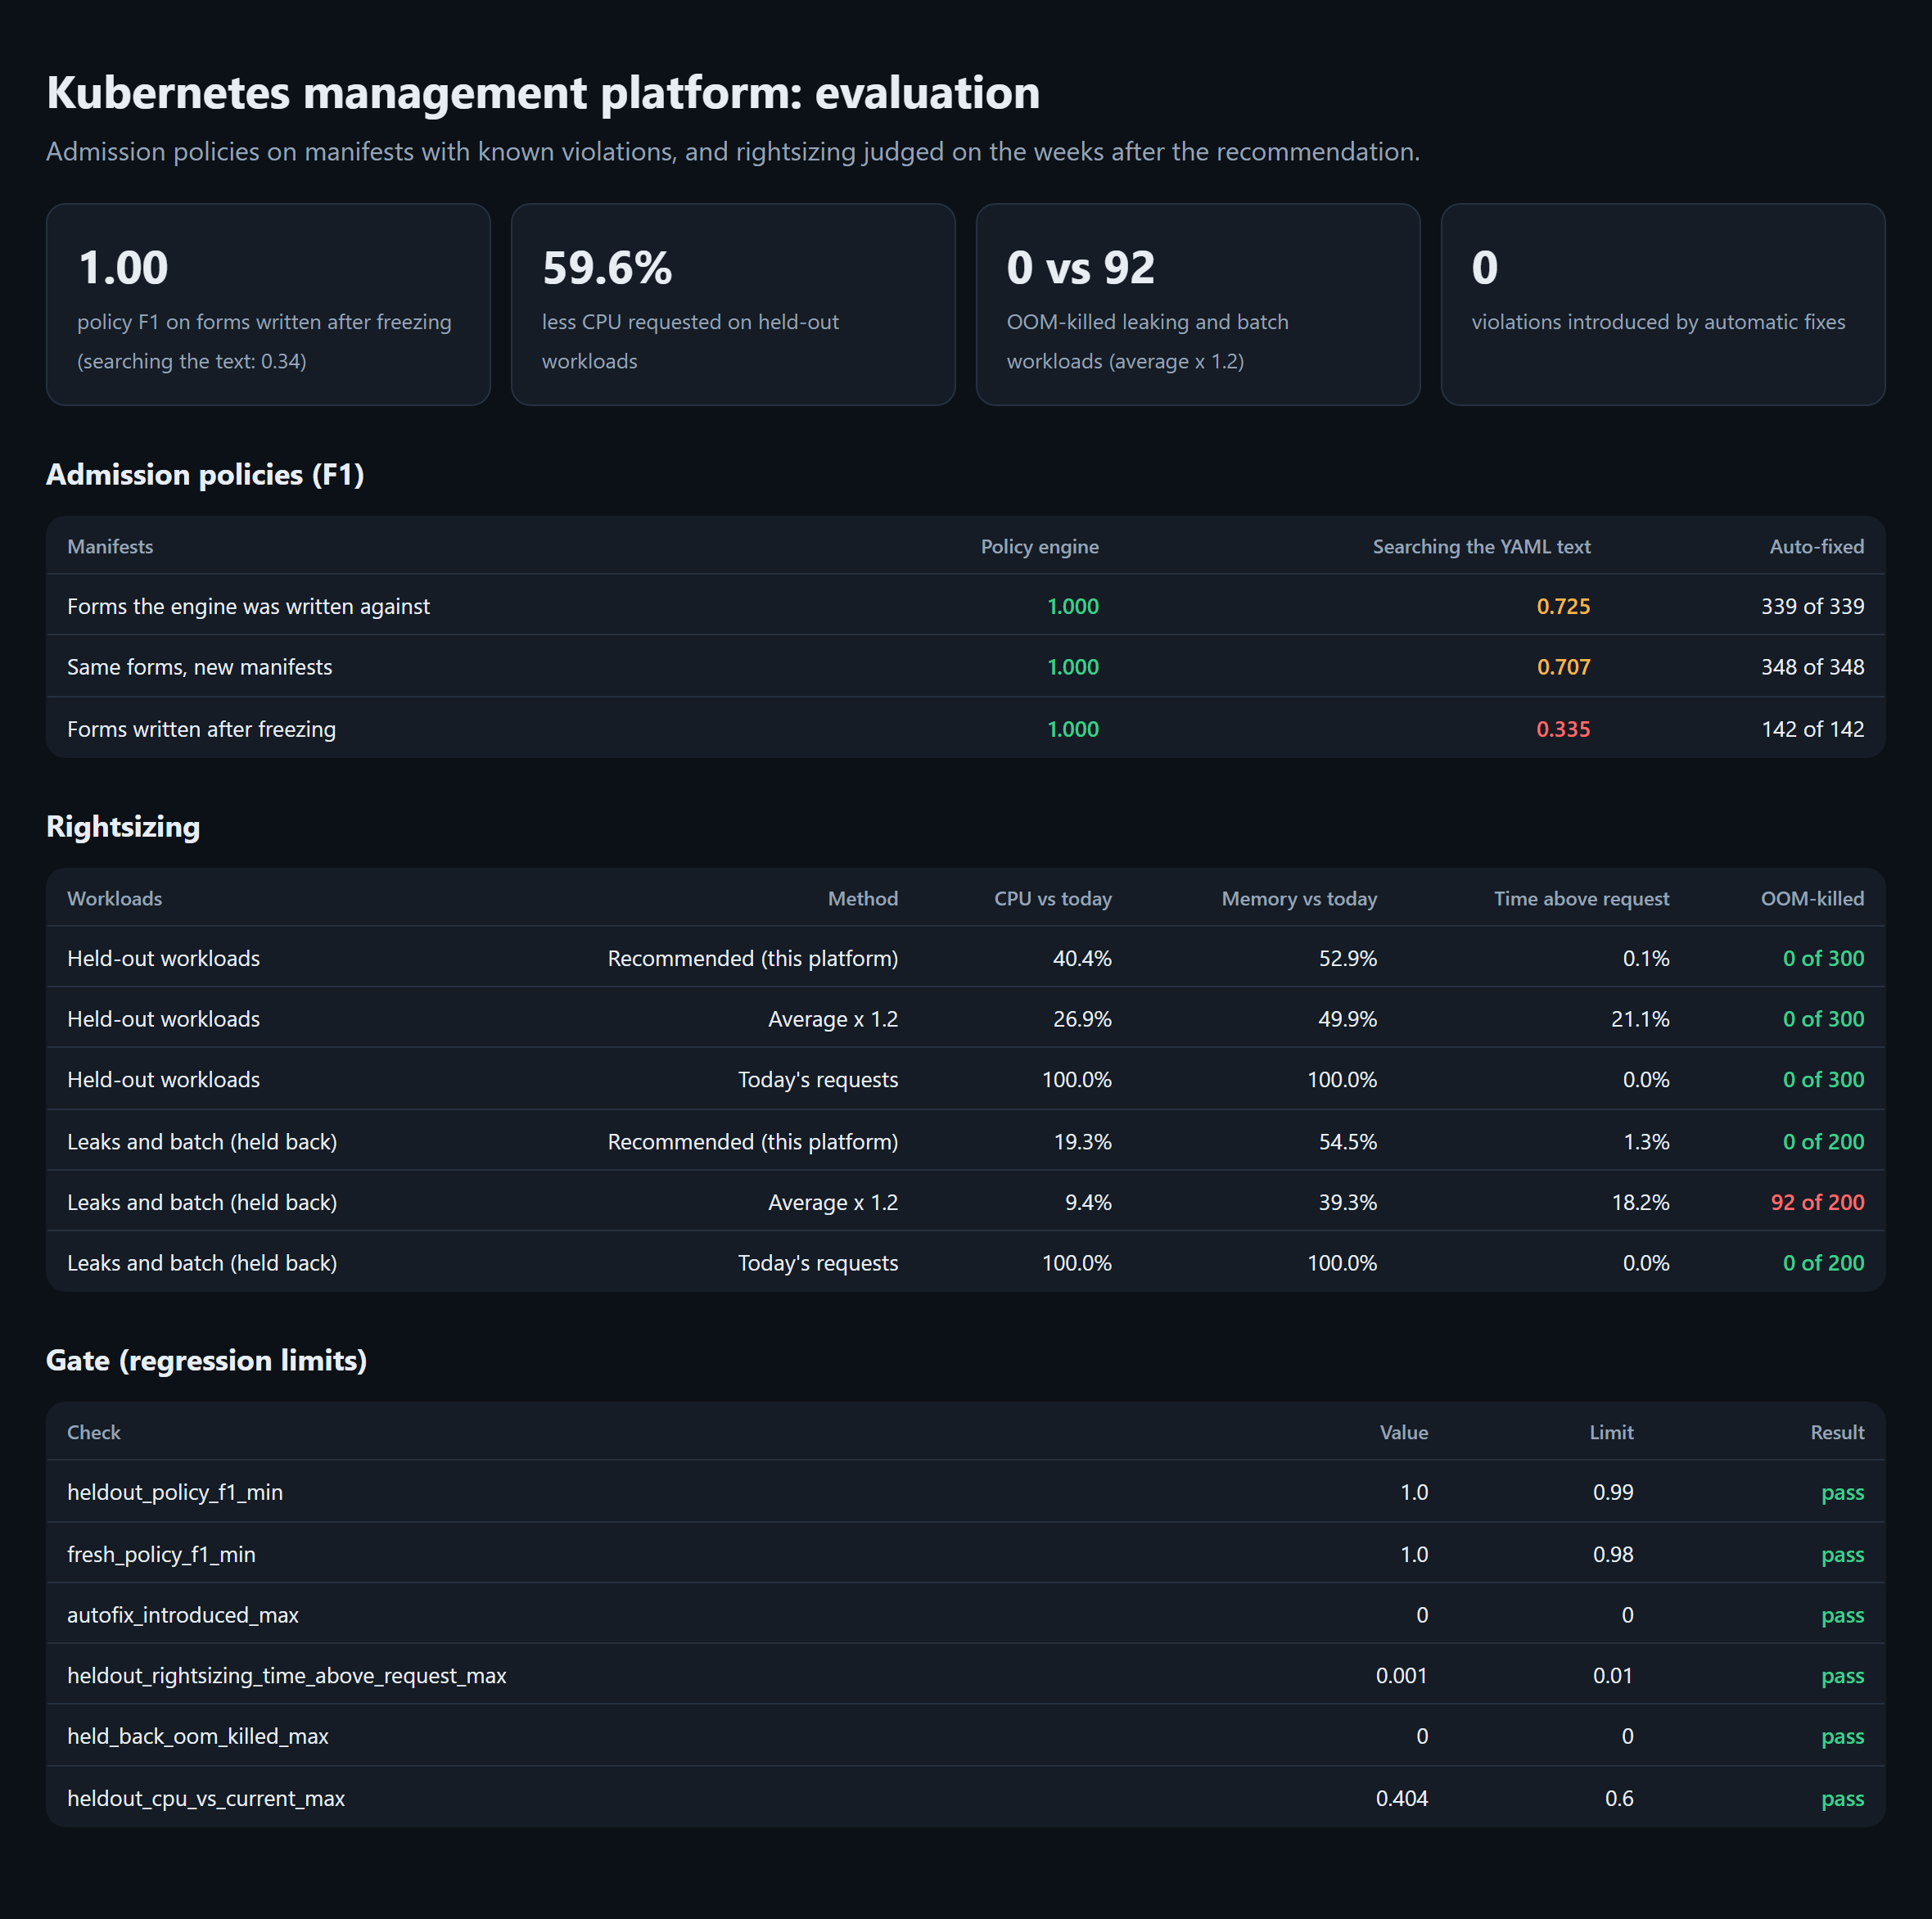 Kubernetes management platform: evaluation
Admission policies on manifests with known violations, and rightsizing judged on the weeks after the recommendation.
1.00
policy F1 on forms written after freezing
(searching the text: 0.34)
59.6%
less CPU requested on held-out
workloads
0 vs 92
OOM-killed leaking and batch
workloads (average x 1.2)
0
violations introduced by automatic fixes
Admission policies (F1)
Manifests Policy engine Searching the YAML text Auto-fixed
Forms the engine was written against 1.000 0.725 339 of 339
Same forms, new manifests 1.000 0.707 348 of 348
Forms written after freezing 1.000 0.335 142 of 142
Rightsizing
Workloads Method CPU vs today Memory vs today Time above request OOM-killed
Held-out workloads Recommended (this platform) 40.4% 52.9% 0.1% 0 of 300
Held-out workloads Average x 1.2 26.9% 49.9% 21.1% 0 of 300
Held-out workloads Today's requests 100.0% 100.0% 0.0% 0 of 300
Leaks and batch (held back) Recommended (this platform) 19.3% 54.5% 1.3% 0 of 200
Leaks and batch (held back) Average x 1.2 9.4% 39.3% 18.2% 92 of 200
Leaks and batch (held back) Today's requests 100.0% 100.0% 0.0% 0 of 200
Gate (regression limits)
Check Value Limit Result
heldout_policy_f1_min 1.0 0.99 pass
fresh_policy_f1_min 1.0 0.98 pass
autofix_introduced_max 0 0 pass
heldout_rightsizing_time_above_request_max 0.001 0.01 pass
held_back_oom_killed_max 0 0 pass
heldout_cpu_vs_current_max 0.404 0.6 pass